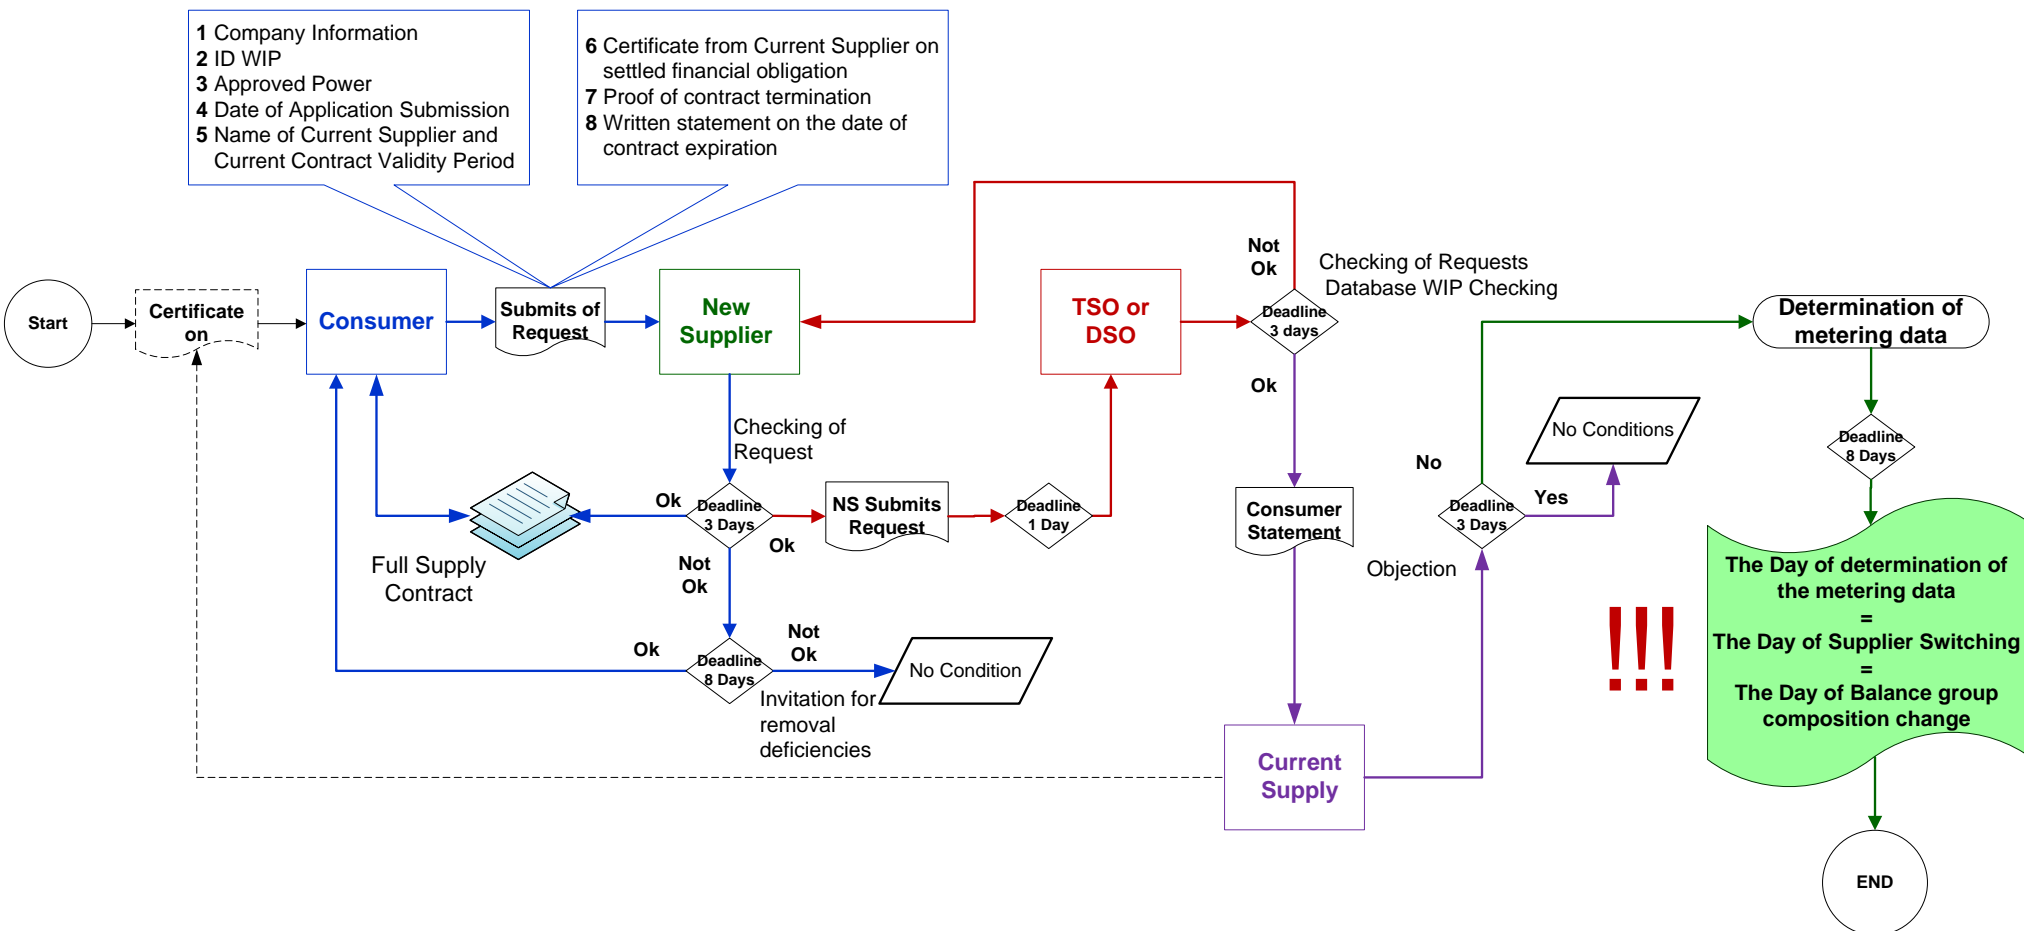 1 Company Information
2 ID WIP
3 Approved Power
4 Date of Application Submission
5 Name of Current Supplier and
Current Contract Validity Period
6 Certificate from Current Supplier on
settled financial obligation
7 Proof of contract termination
8 Written statement on the date of
contract expiration
Start
Certificate
on
Consumer
Submits of
Request
New
Supplier
TSO or
DSO
Not
Ok
Deadline
3 days
Checking of Requests
Database WIP Checking
Ok
Determination of
metering data
Deadline
8 Days
Checking of
Request
Full Supply
Contract
Ok
Deadline
3 Days
Ok
NS Submits
Request
Deadline
1 Day
Not
Ok
Ok
Deadline
8 Days
Not
Ok
No Condition
Invitation for
removal
deficiencies
Consumer
Statement
Current
Supply
Objection
No
Deadline
3 Days
Yes
No Conditions
!!!
The Day of determination of
the metering data
=
The Day of Supplier Switching
=
The Day of Balance group
composition change
END